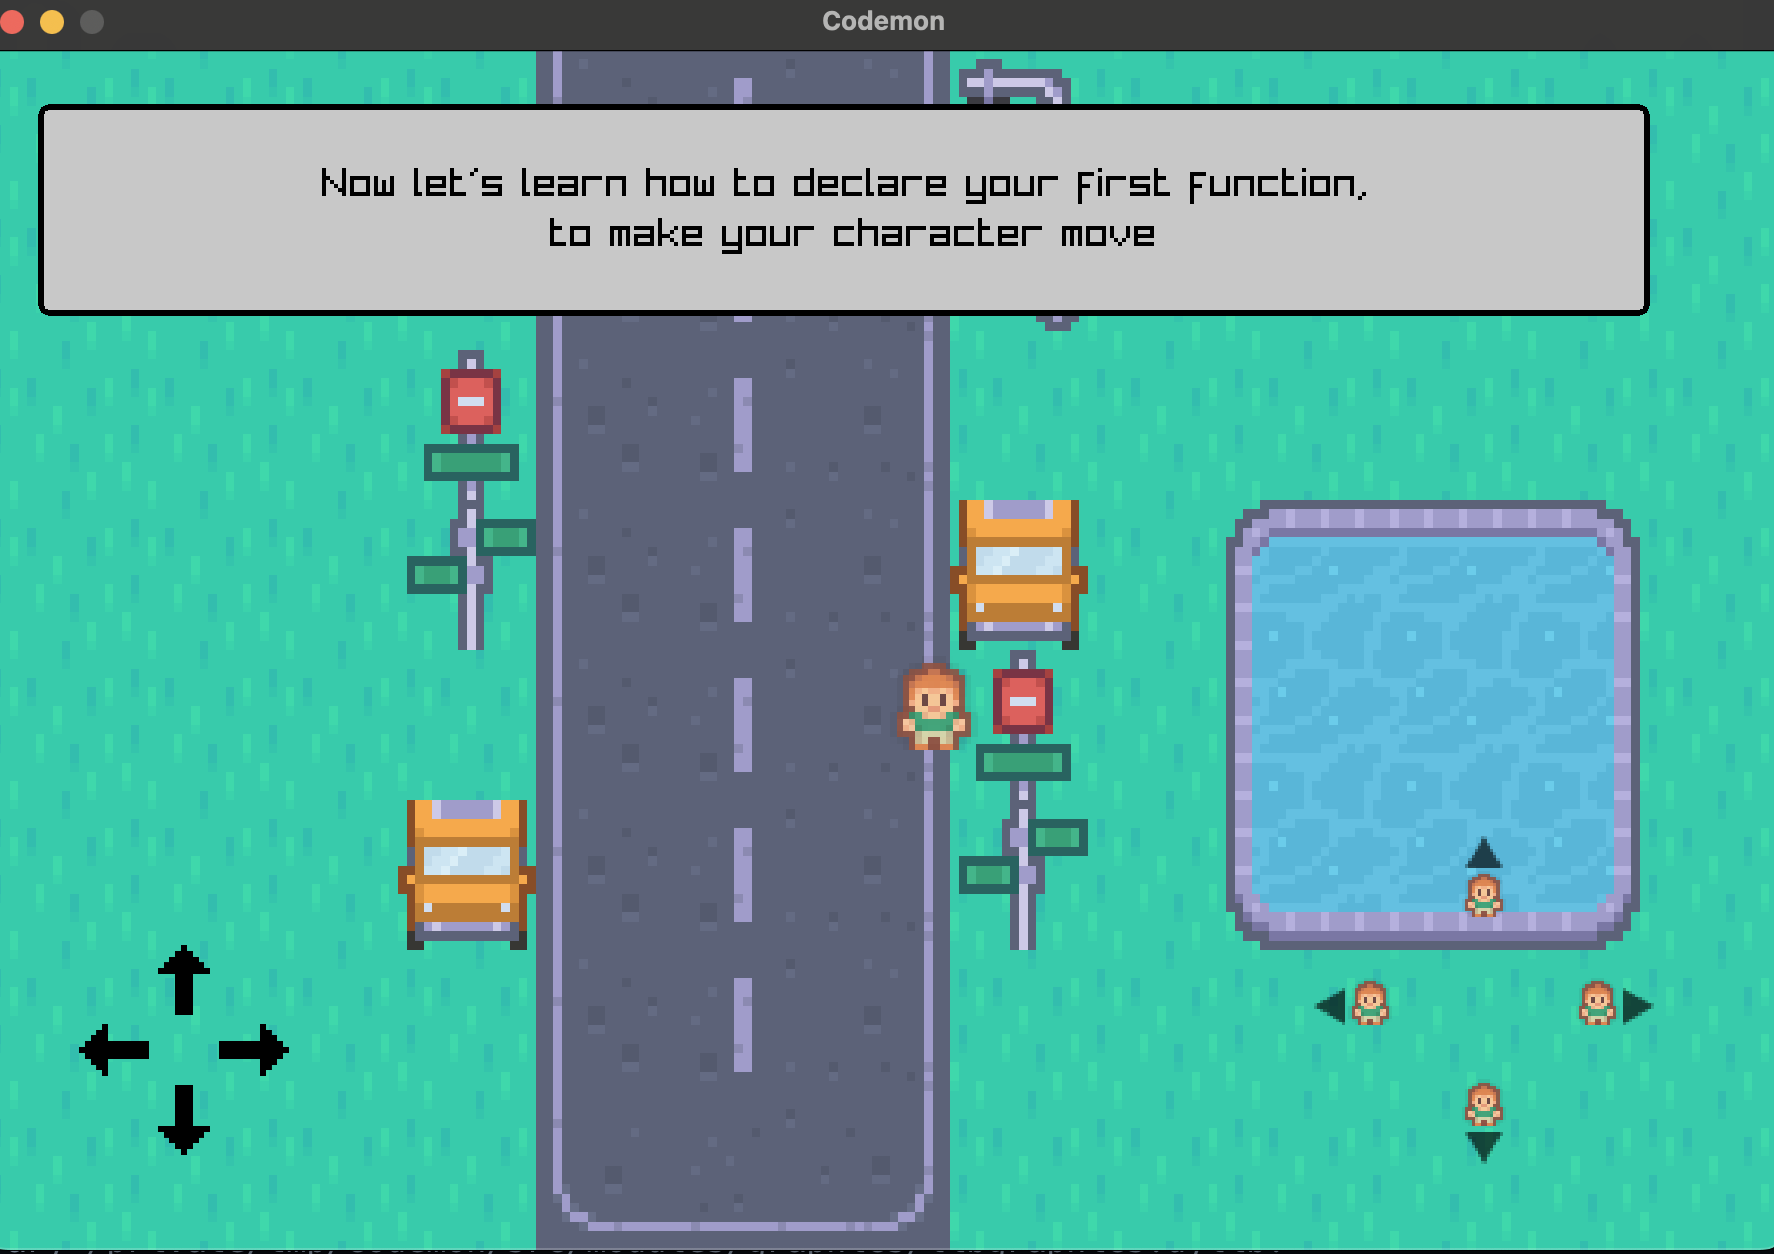 Codemon
Now let's learn how to declare your first function,
to make your character move